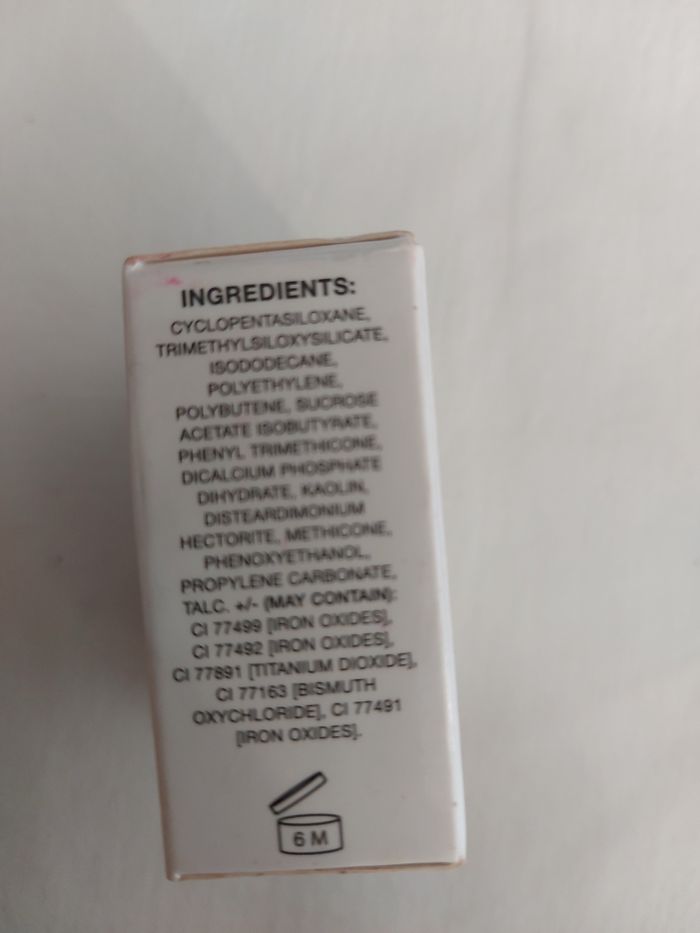 INGREDIENTS:
CYCLOPENTASILOXANE,
TRIMETHYLSILOXYSILICATE,
ISODODECANE,
POLYETHYLENE,
POLYBUTENE, SUCROSE
ACETATE ISOBUTYRATE,
PHENYL TRIMETHICONE,
DICALCIUM PHOSPHATE
DIHYDRATE, KAOLIN,
DISTEARDIMONIUM
HECTORITE, METHICONE,
PHENOXYETHANOL,
PROPYLENE CARBONATE,
TALC. +/- (MAY CONTAIN):
CI 77499 [IRON OXIDES],
CI 77492 [IRON OXIDES],
CI 77891 [TITANIUM DIOXIDE],
CI 77163 [BISMUTH
OXYCHLORIDE], CI 77491
[IRON OXIDES].
6 M